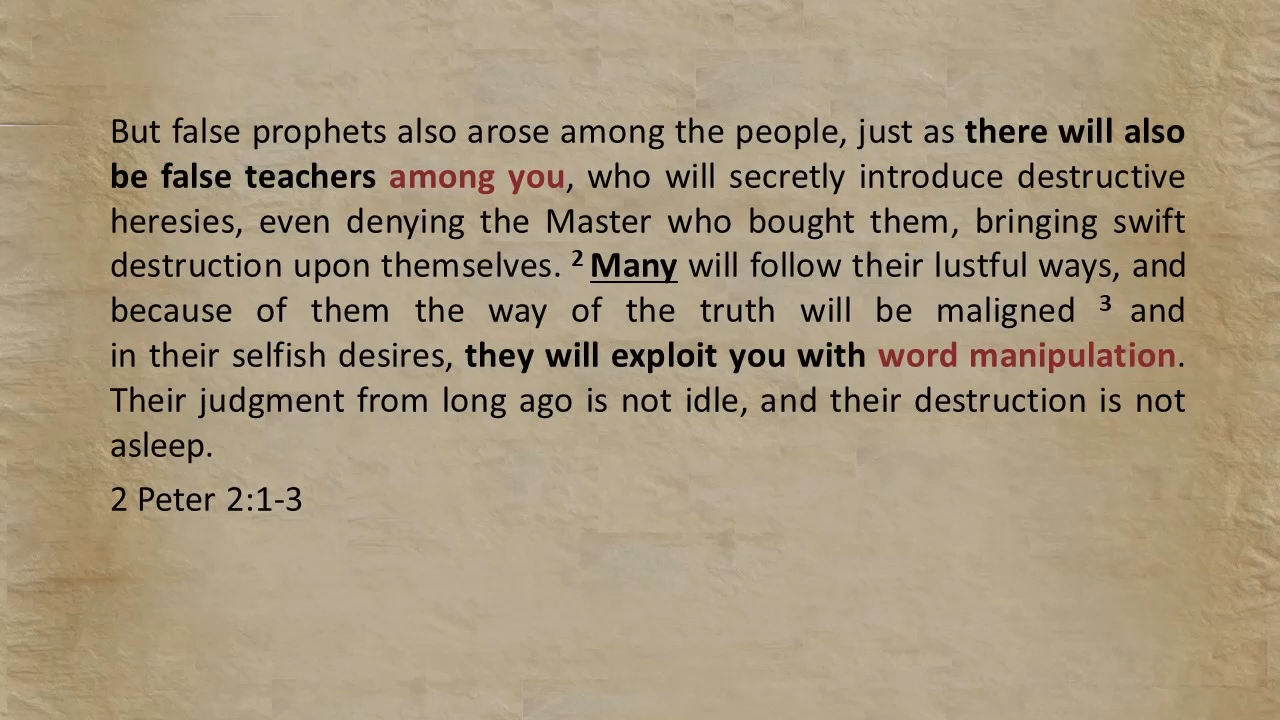 But false prophets also arose among the people, just as there will also
be false teachers among you, who will secretly introduce destructive
heresies, even denying the Master who bought them, bringing swift
destruction upon themselves. ² Many will follow their lustful ways, and
because of them the way of the truth will be maligned ³ and
in their selfish desires, they will exploit you with word manipulation.
Their judgment from long ago is not idle, and their destruction is not
asleep.
2 Peter 2:1-3